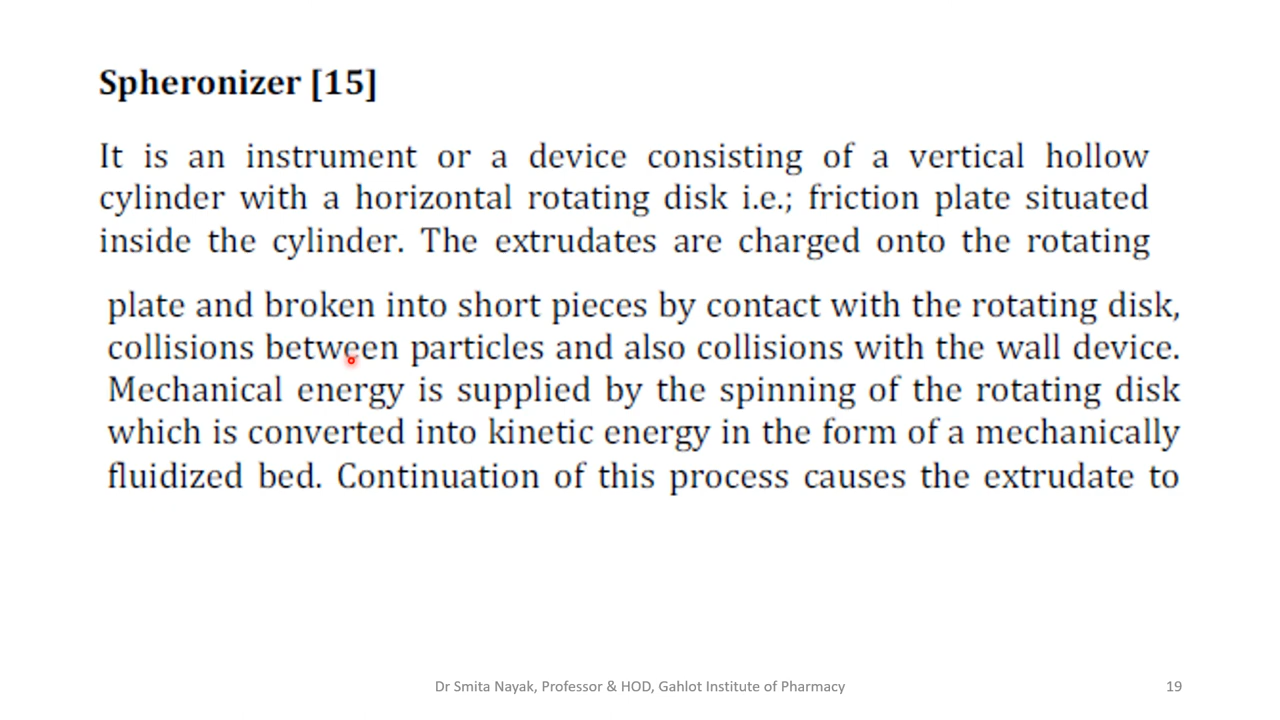 Spheronizer [15]
It is an instrument or a device consisting of a vertical hollow
cylinder with a horizontal rotating disk i.e.; friction plate situated
inside the cylinder. The extrudates are charged onto the rotating
plate and broken into short pieces by contact with the rotating disk,
collisions between particles and also collisions with the wall device.
Mechanical energy is supplied by the spinning of the rotating disk
which is converted into kinetic energy in the form of a mechanically
fluidized bed. Continuation of this process causes the extrudate to
Dr Smita Nayak, Professor & HOD, Gahlot Institute of Pharmacy
19